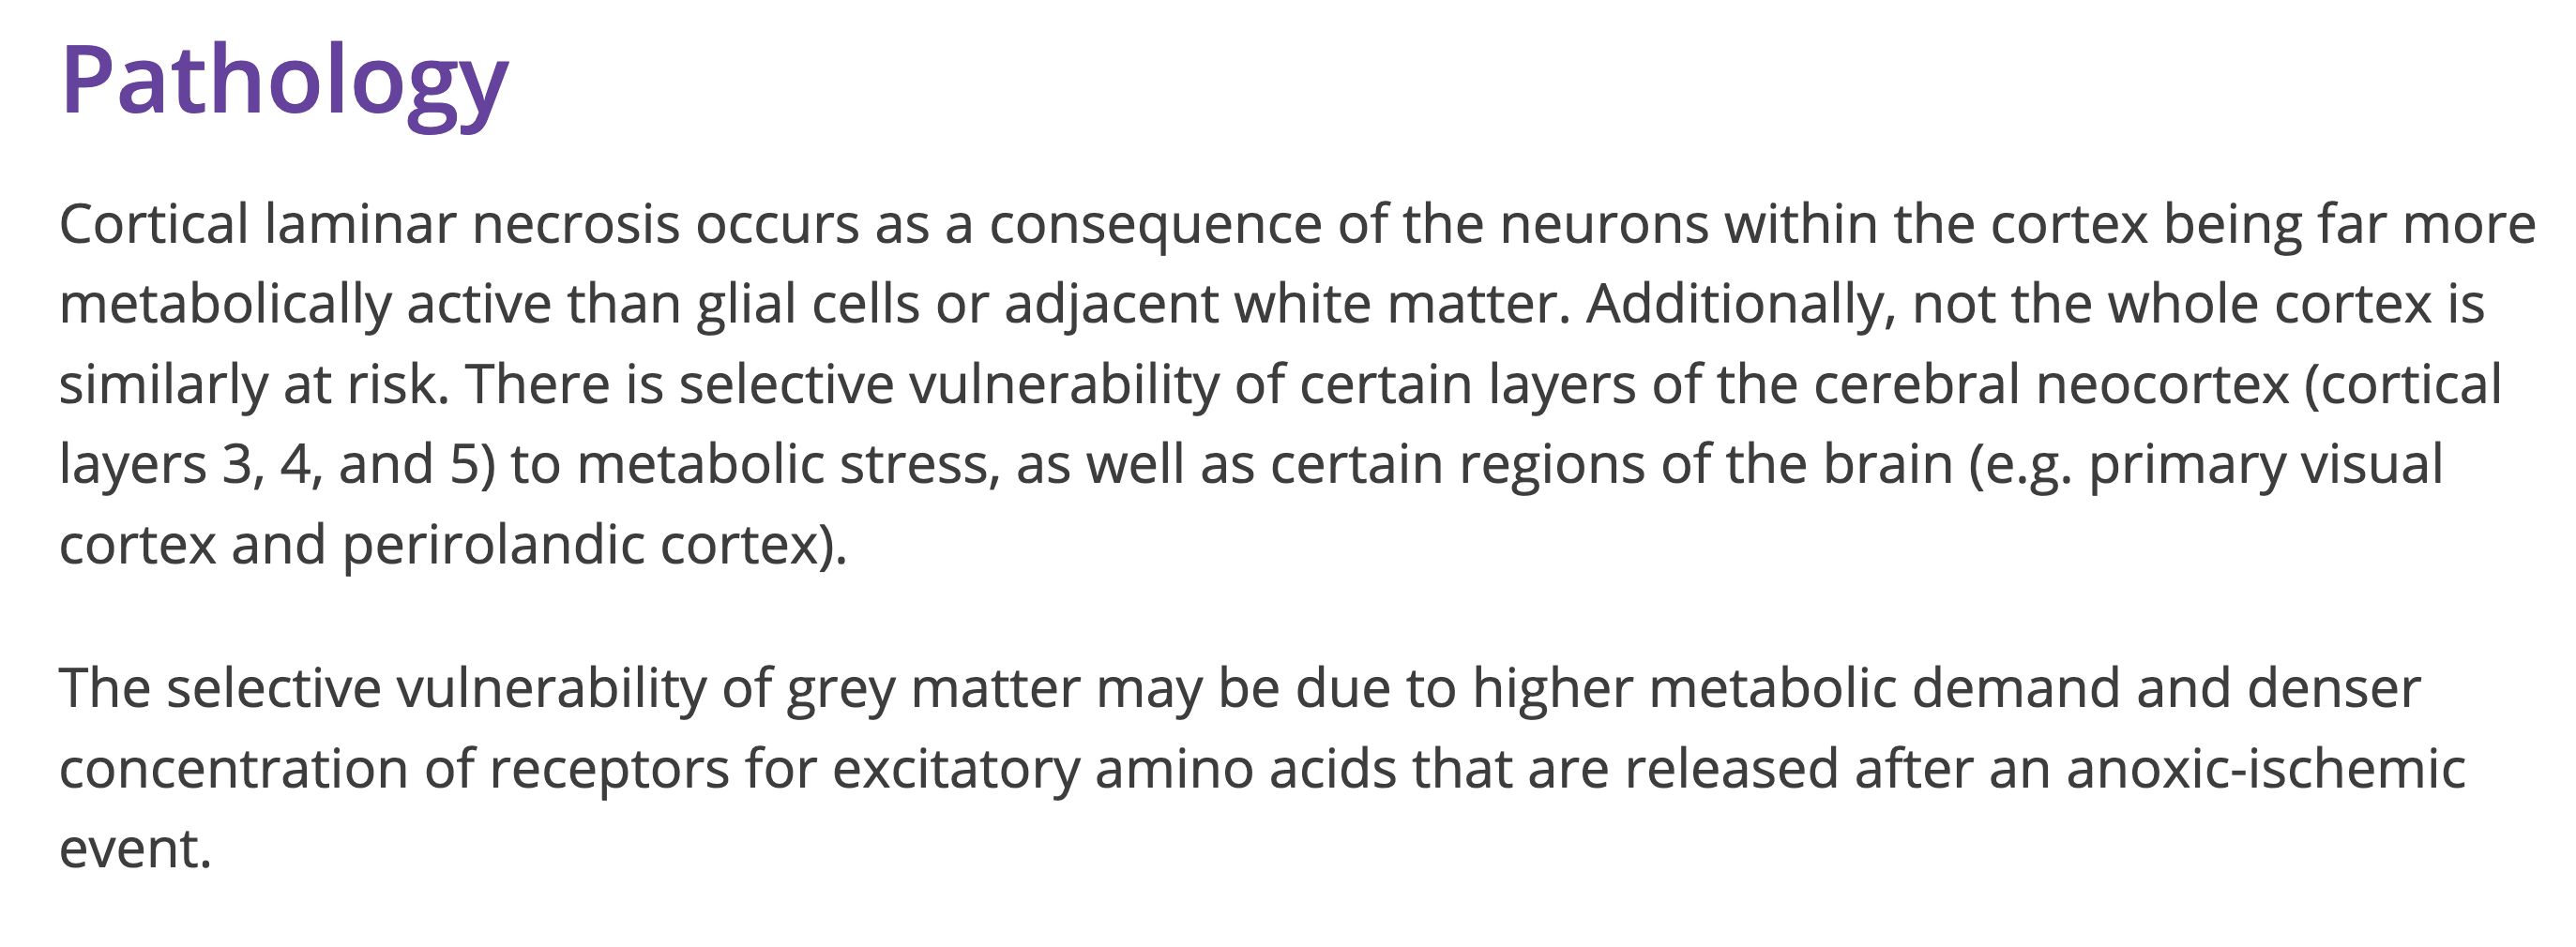 Pathology
Cortical laminar necrosis occurs as a consequence of the neurons within the cortex being far more
metabolically active than glial cells or adjacent white matter. Additionally, not the whole cortex is
similarly at risk. There is selective vulnerability of certain layers of the cerebral neocortex (cortical
layers 3, 4, and 5) to metabolic stress, as well as certain regions of the brain (e.g. primary visual
cortex and perirolandic cortex).
The selective vulnerability of grey matter may be due to higher metabolic demand and denser
concentration of receptors for excitatory amino acids that are released after an anoxic-ischemic
event.